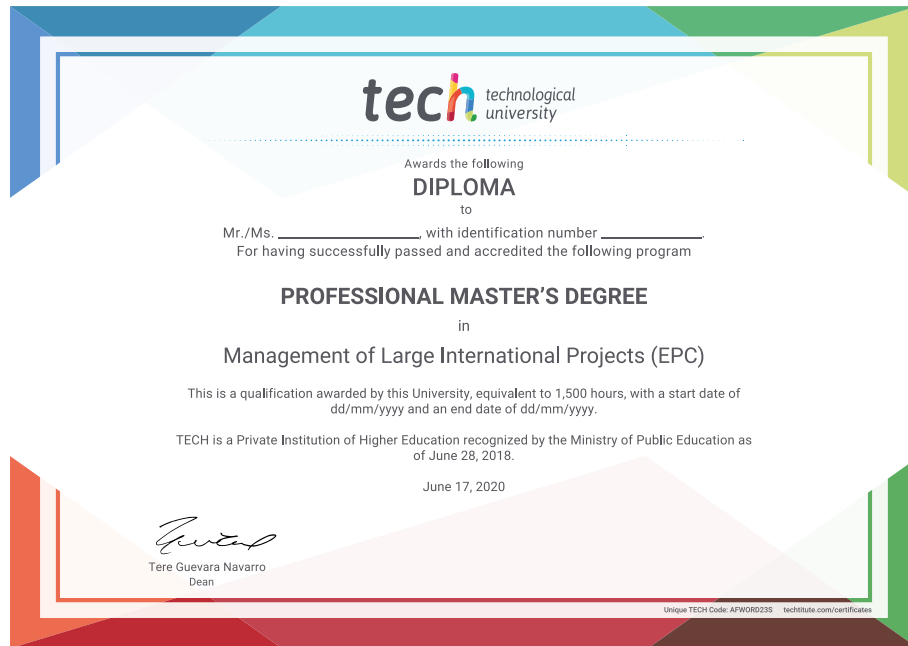 tech technological
university
Awards the following
DIPLOMA
to
Mr./Ms. ____________________, with identification number ______________.
For having successfully passed and accredited the following program
PROFESSIONAL MASTER'S DEGREE
in
Management of Large International Projects (EPC)
This is a qualification awarded by this University, equivalent to 1,500 hours, with a start date of
dd/mm/yyyy and an end date of dd/mm/yyyy.
TECH is a Private Institution of Higher Education recognized by the Ministry of Public Education as
of June 28, 2018.
June 17, 2020
Tere Guevara Navarro
Dean
Unique TECH Code: AFWORD23S techtitute.com/certificates